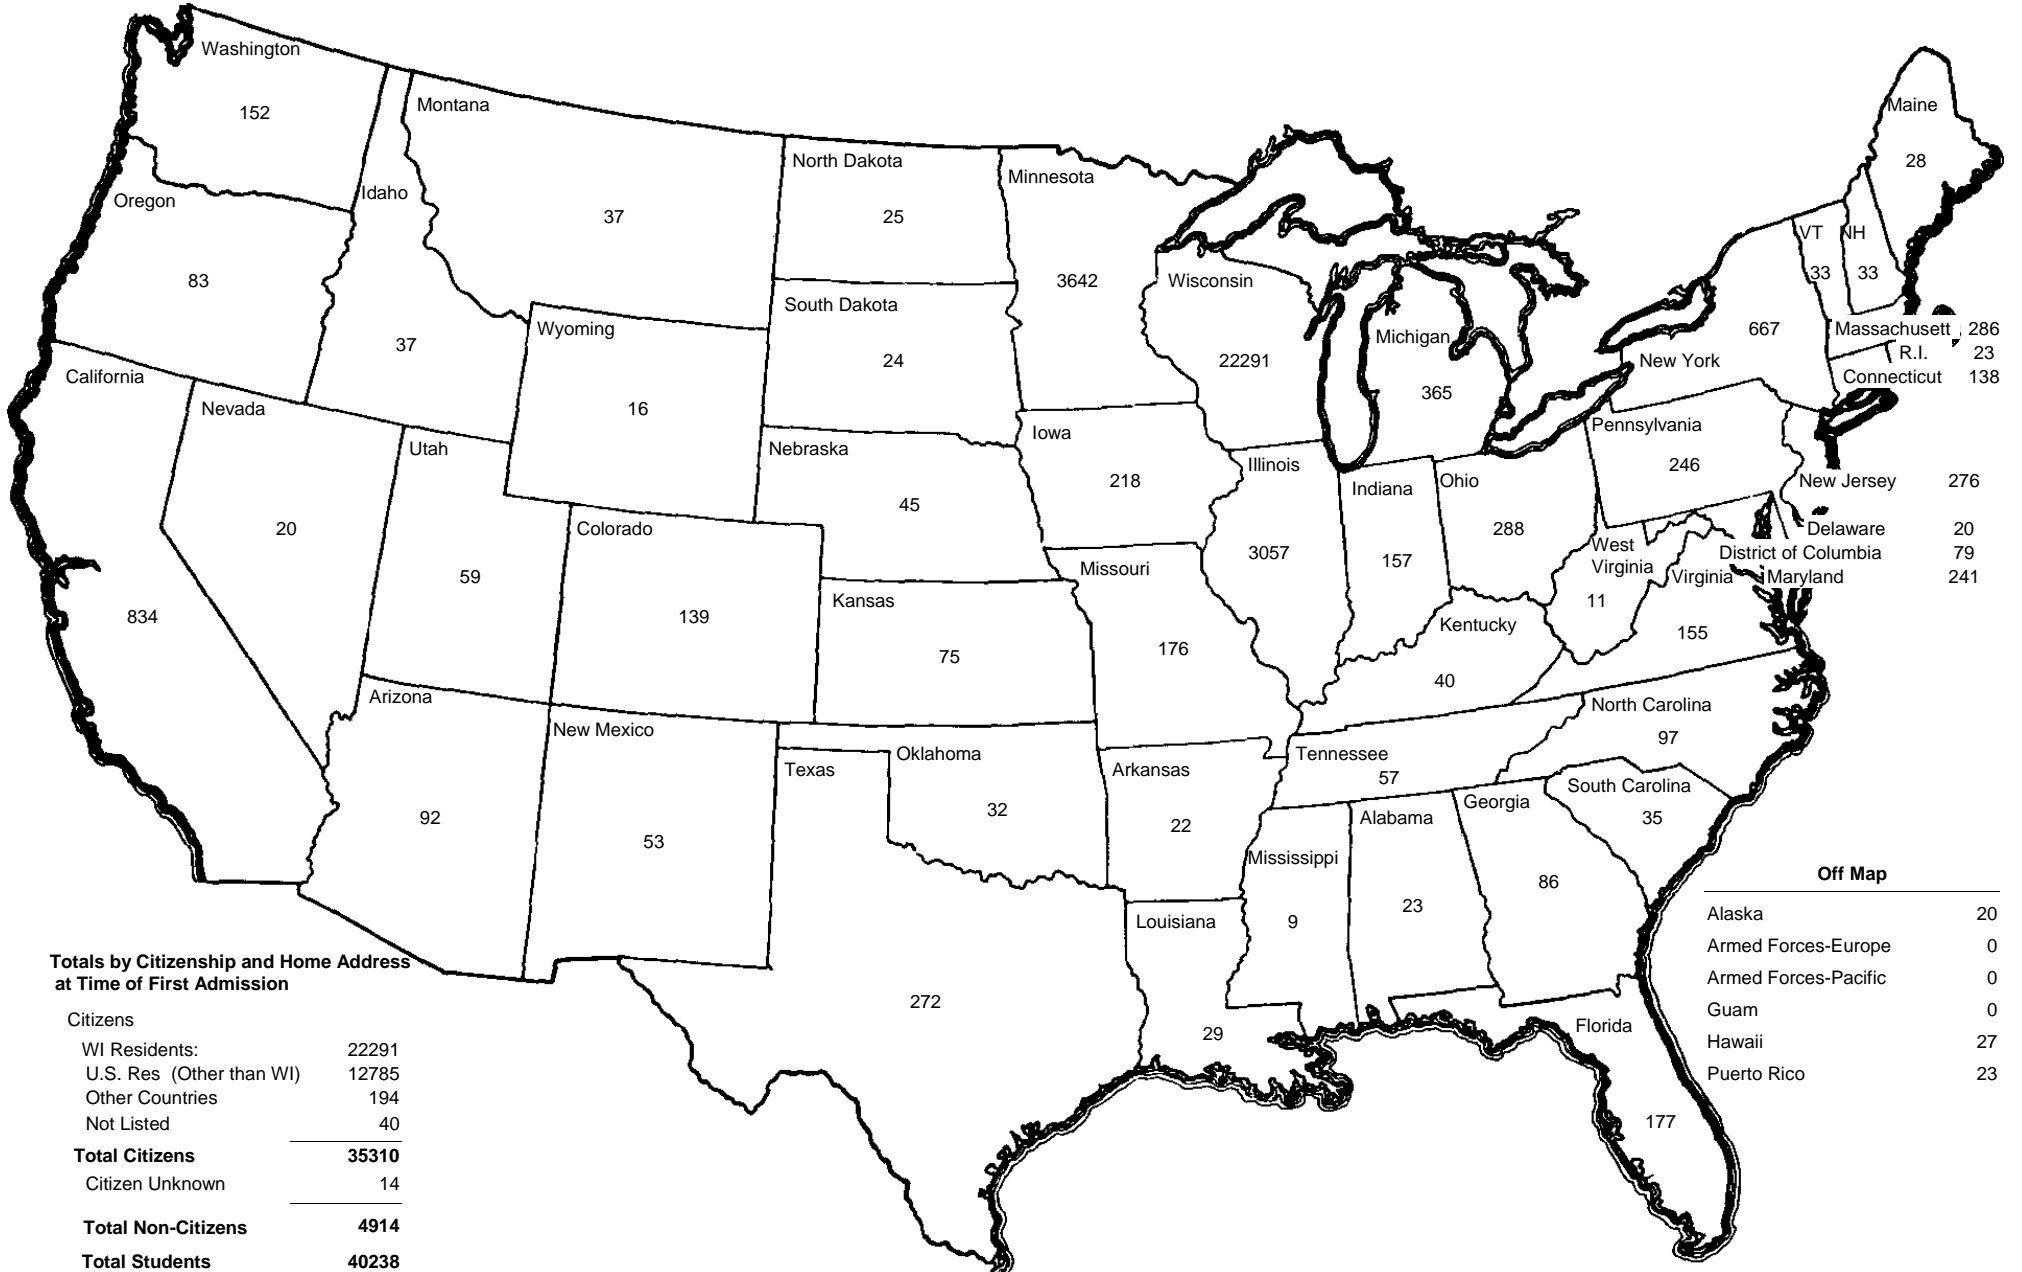 Washington
152
Montana
37
Idaho
37
Oregon
83
North Dakota
25
Minnesota
3642
South Dakota
24
Wyoming
16
Wisconsin
22291
Michigan
365
Maine
28
VT
33
NH
33
New York
667
Massachusett 286
R.I. 23
Connecticut 138
California
834
Nevada
20
Utah
59
Colorado
139
Nebraska
45
Iowa
218
Illinois
3057
Indiana
157
Ohio
288
Pennsylvania
246
New Jersey 276
Delaware 20
District of Columbia 79
Maryland 241
West
Virginia
11
Virginia
155
Kansas
75
Missouri
176
Kentucky
40
Arizona
92
New Mexico
53
Texas
272
Oklahoma
32
Arkansas
22
Tennessee
57
North Carolina
97
South Carolina
35
Georgia
86
Alabama
23
Mississippi
9
Louisiana
29
Florida
177
Off Map
Alaska 20
Armed Forces-Europe 0
Armed Forces-Pacific 0
Guam 0
Hawaii 27
Puerto Rico 23
Totals by Citizenship and Home Address
at Time of First Admission
Citizens
WI Residents: 22291
U.S. Res (Other than WI) 12785
Other Countries 194
Not Listed 40
Total Citizens 35310
Citizen Unknown 14
Total Non-Citizens 4914
Total Students 40238